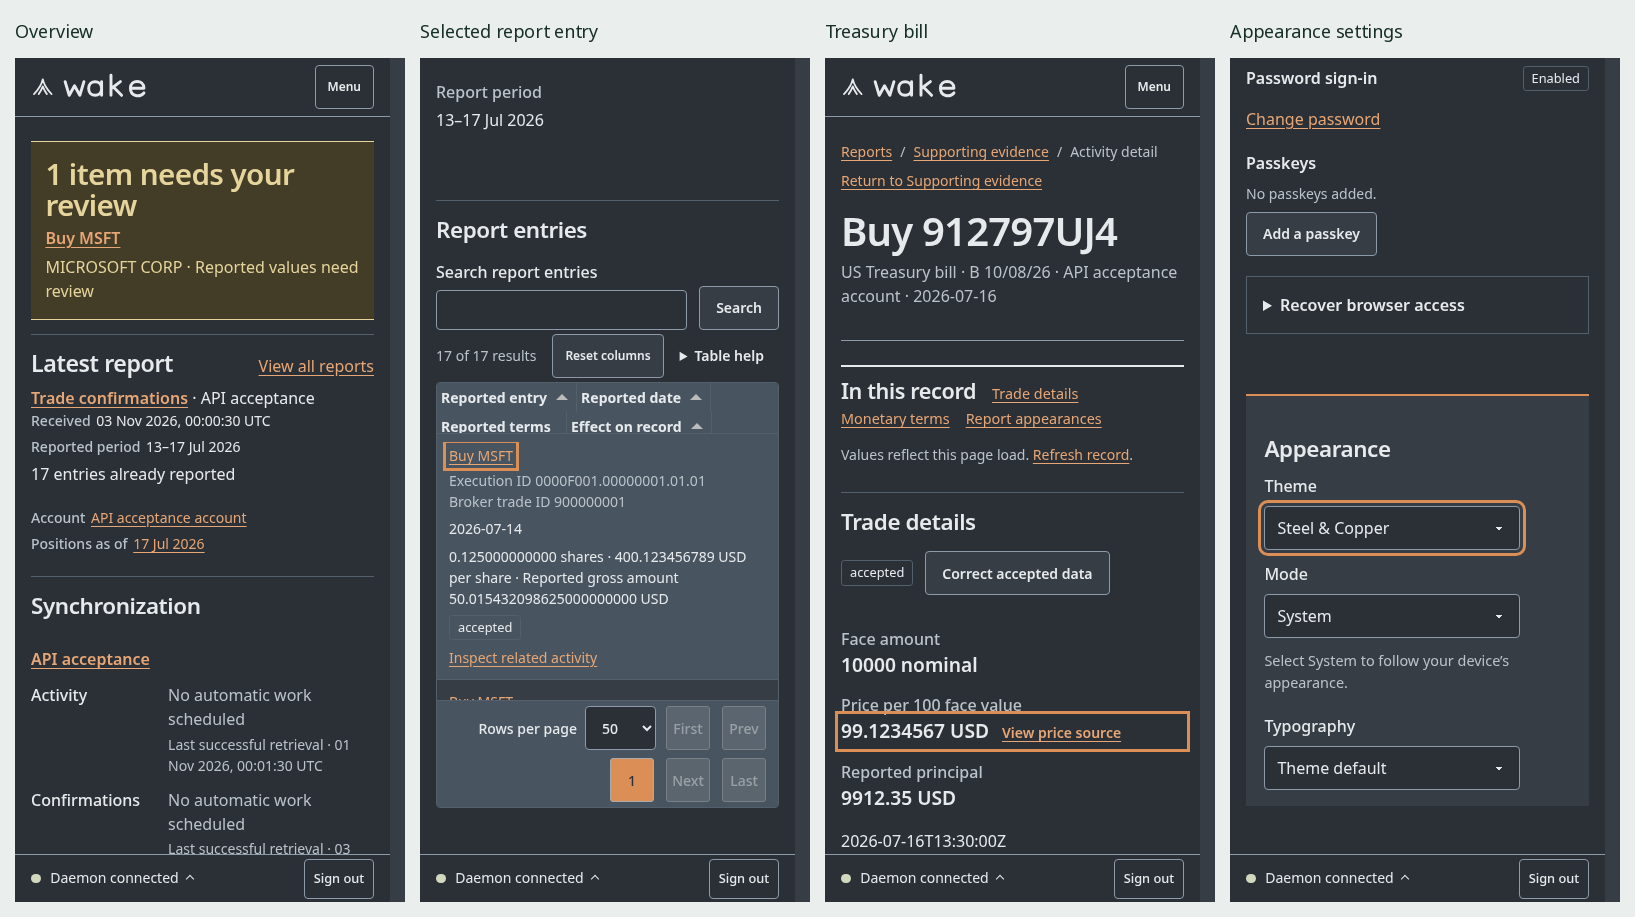 Overview
wake
Menu
1 item needs your
review
Buy MSFT
MICROSOFT CORP · Reported values need
review
Latest report
View all reports
Trade confirmations · API acceptance
Received 03 Nov 2026, 00:00:30 UTC
Reported period 13–17 Jul 2026
17 entries already reported
Account API acceptance account
Positions as of 17 Jul 2026
Synchronization
API acceptance
Activity
No automatic work
scheduled
Last successful retrieval · 01
Nov 2026, 00:01:30 UTC
Confirmations
No automatic work
scheduled
Last successful retrieval · 03
Daemon connected
Sign out
Selected report entry
Report period
13–17 Jul 2026
Report entries
Search report entries
Search
17 of 17 results
Reset columns
Table help
Reported entry
Reported date
Reported terms
Effect on record
Buy MSFT
Execution ID 0000F001.00000001.01.01
Broker trade ID 900000001
2026-07-14
0.125000000000 shares · 400.123456789 USD
per share · Reported gross amount
50.015432098625000000000 USD
accepted
Inspect related activity
Buy MSFT
Rows per page
50
First
Prev
1
Next
Last
Daemon connected
Sign out
Treasury bill
wake
Menu
Reports / Supporting evidence / Activity detail
Return to Supporting evidence
Buy 912797UJ4
US Treasury bill · B 10/08/26 · API acceptance
account · 2026-07-16
In this record
Trade details
Monetary terms
Report appearances
Values reflect this page load. Refresh record.
Trade details
accepted
Correct accepted data
Face amount
10000 nominal
Price per 100 face value
99.1234567 USD
View price source
Reported principal
9912.35 USD
2026-07-16T13:30:00Z
Daemon connected
Sign out
Appearance settings
Password sign-in
Enabled
Change password
Passkeys
No passkeys added.
Add a passkey
Recover browser access
Appearance
Theme
Steel & Copper
Mode
System
Select System to follow your device’s
appearance.
Typography
Theme default
Daemon connected
Sign out